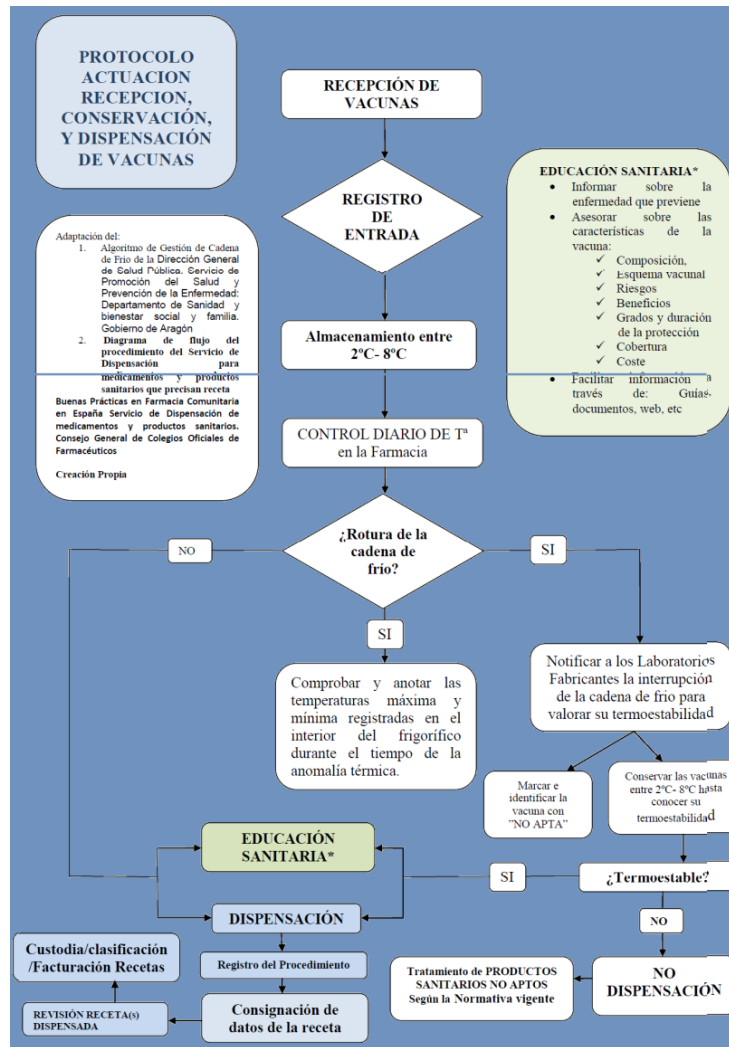 PROTOCOLO
ACTUACION
RECEPCION,
CONSERVACIÓN,
Y DISPENSACIÓN
DE VACUNAS
RECEPCIÓN DE
VACUNAS
REGISTRO
DE
ENTRADA
EDUCACIÓN SANITARIA*
• Informar sobre la
enfermedad que previene
• Asesorar sobre las
características de la
vacuna:
✓ Composición,
✓ Esquema vacunal
✓ Riesgos
✓ Beneficios
✓ Grados y duración
de la protección
✓ Cobertura
✓ Coste
• Facilitar información a
través de: Guías-
documentos, web, etc
Adaptación del:
1. Algoritmo de Gestión de Cadena
de Frio de la Dirección General
de Salud Pública. Servicio de
Promoción del Salud y
Prevención de la Enfermedad:
Departamento de Sanidad y
bienestar social y familia.
Gobierno de Aragón
2. Diagrama de flujo del
procedimiento del Servicio de
Dispensación para
medicamentos y productos
sanitarios que precisan receta
Buenas Prácticas en Farmacia Comunitaria
en España Servicio de Dispensación de
medicamentos y productos sanitarios.
Consejo General de Colegios Oficiales de
Farmacéuticos
Creación Propia
Almacenamiento entre
2ºC- 8ºC
CONTROL DIARIO DE Tª
en la Farmacia
¿Rotura de la
cadena de
frío?
NO
SI
SI
Comprobar y anotar las
temperaturas máxima y
mínima registradas en el
interior del frigorífico
durante el tiempo de la
anomalía térmica.
Notificar a los Laboratorios
Fabricantes la interrupción
de la cadena de frio para
valorar su termoestabilidad
Marcar e
identificar la
vacuna con
"NO APTA"
Conservar las vacunas
entre 2ºC- 8ºC hasta
conocer su
termoestabilidad
EDUCACIÓN
SANITARIA*
SI
¿Termoestable?
NO
DISPENSACIÓN
Registro del Procedimiento
Consignación de
datos de la receta
REVISIÓN RECETA(s)
DISPENSADA
Custodia/clasificación
/Facturación Recetas
NO
DISPENSACIÓN
Tratamiento de PRODUCTOS
SANITARIOS NO APTOS
Según la Normativa vigente